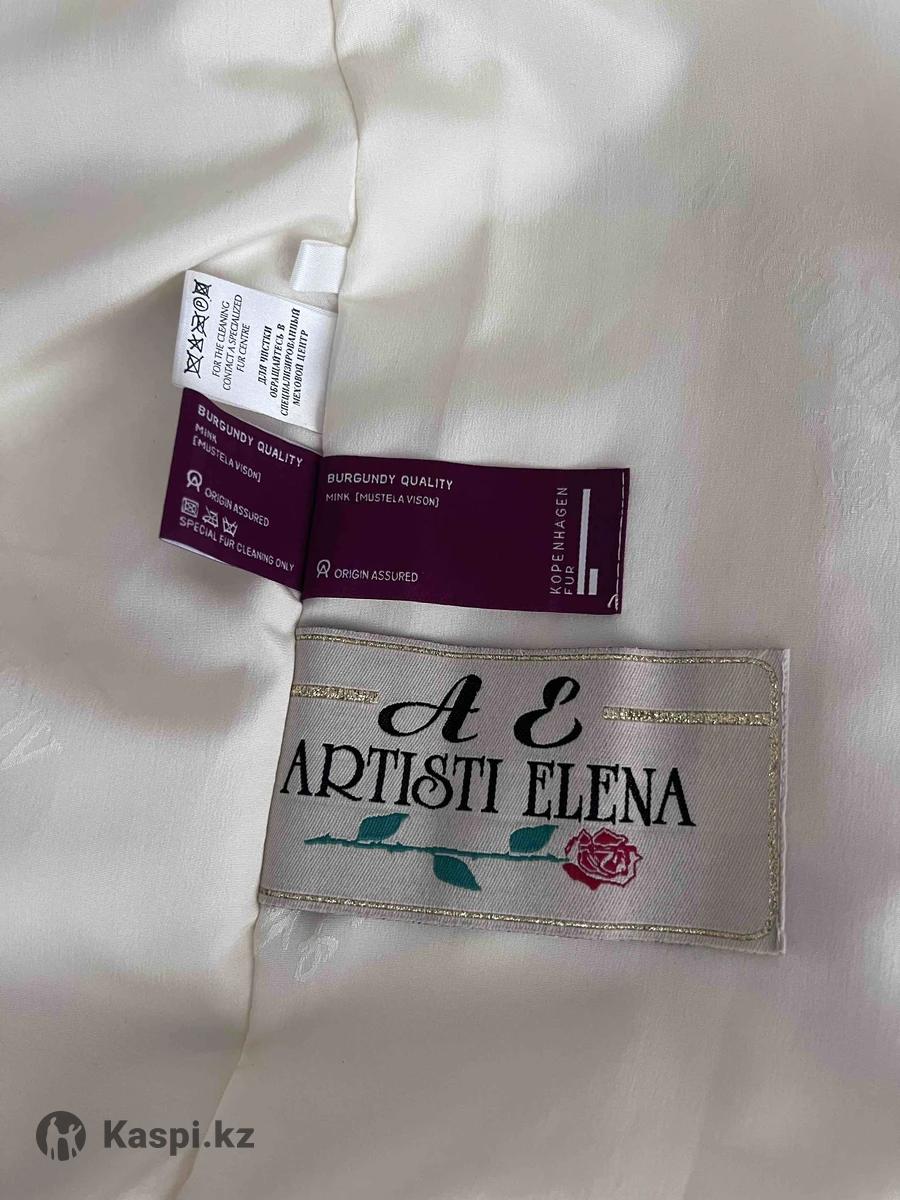 FOR THE CLEANING
CONTACT A SPECIALIZED
FUR CENTRE
ДЛЯ ЧИСТКИ
ОБРАЩАЙТЕСЬ В
СПЕЦИАЛИЗИРОВАННЫЙ
МЕХОВОЙ ЦЕНТР
BURGUNDY QUALITY
MINK
[MUSTELA VISON]
ORIGIN ASSURED
SPECIAL FUR CLEANING ONLY
BURGUNDY QUALITY
MINK [MUSTELA VISON]
ORIGIN ASSURED
KOPENHAGEN
FUR
A E
ARTISTI ELENA
Kaspi.kz